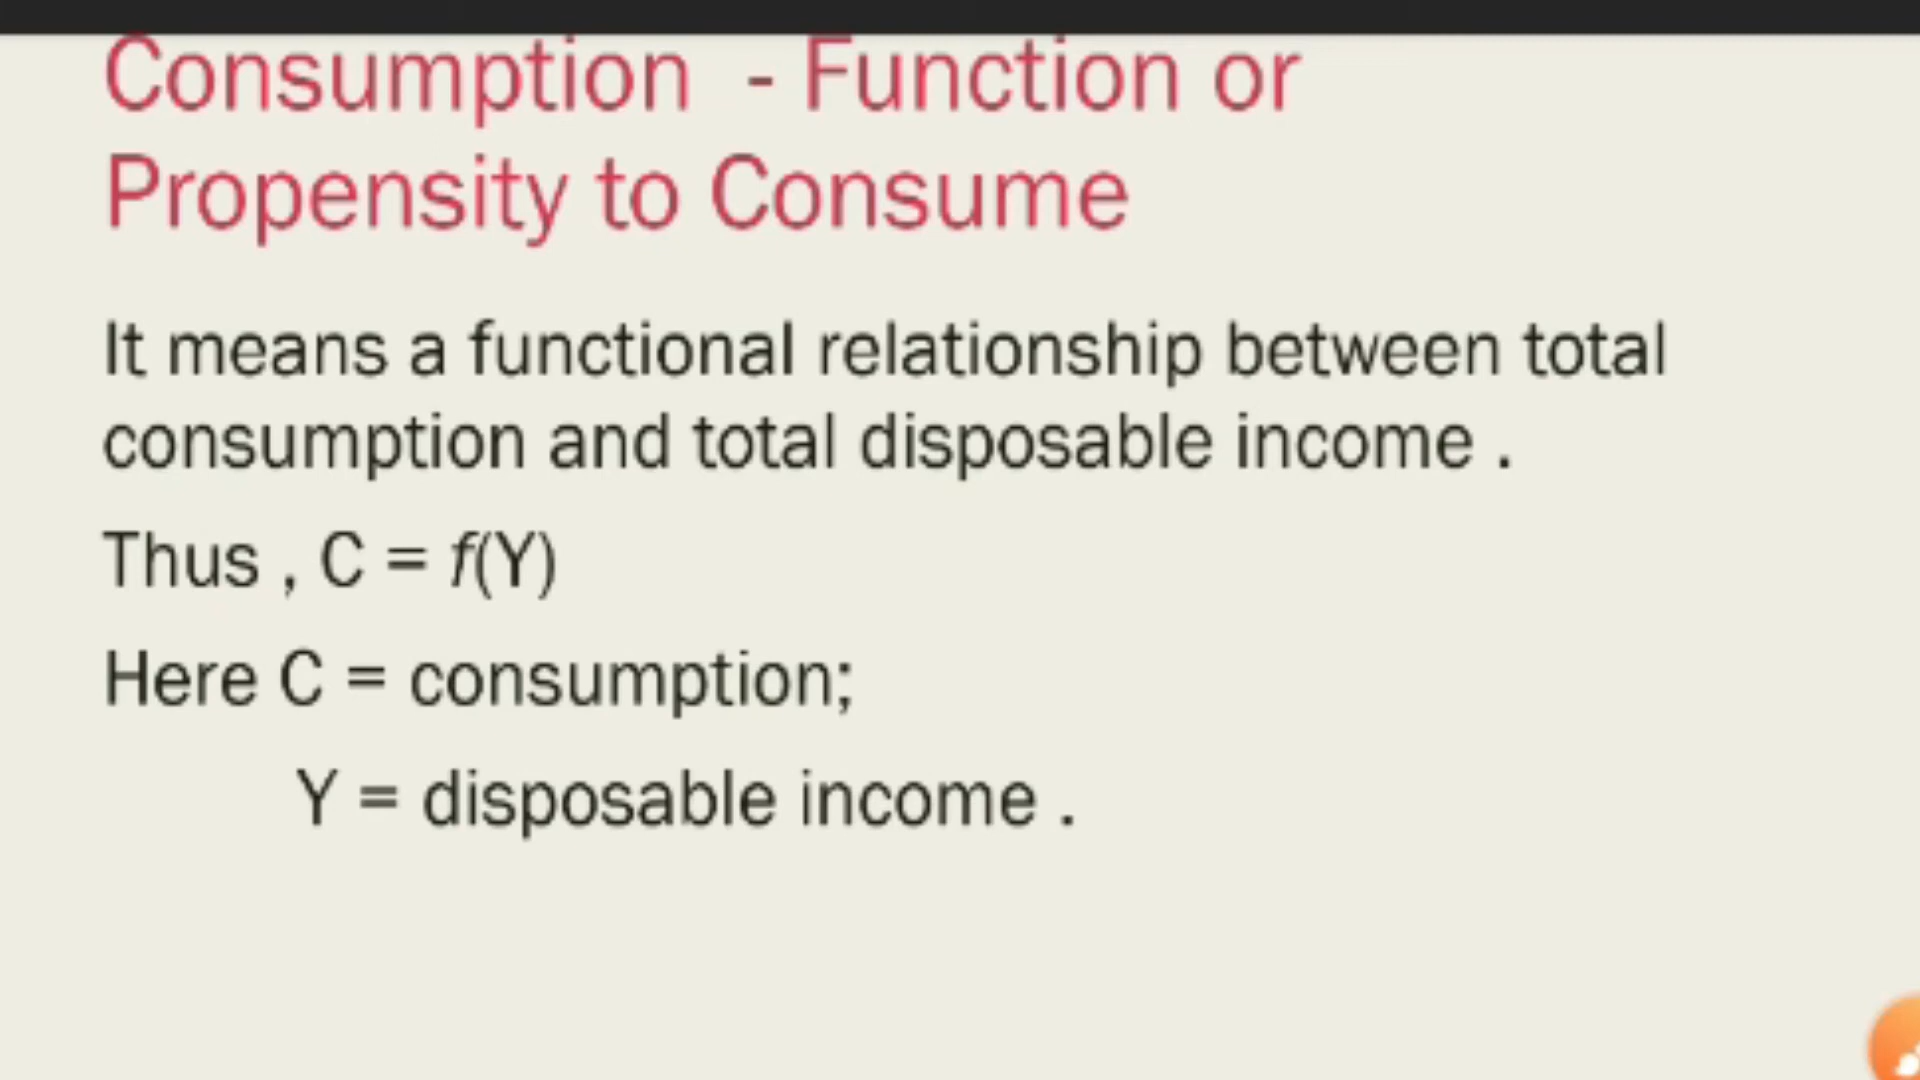 Consumption - Function or
Propensity to Consume
It means a functional relationship between total
consumption and total disposable income .
Thus , C = f(Y)
Here C = consumption;
Y = disposable income .